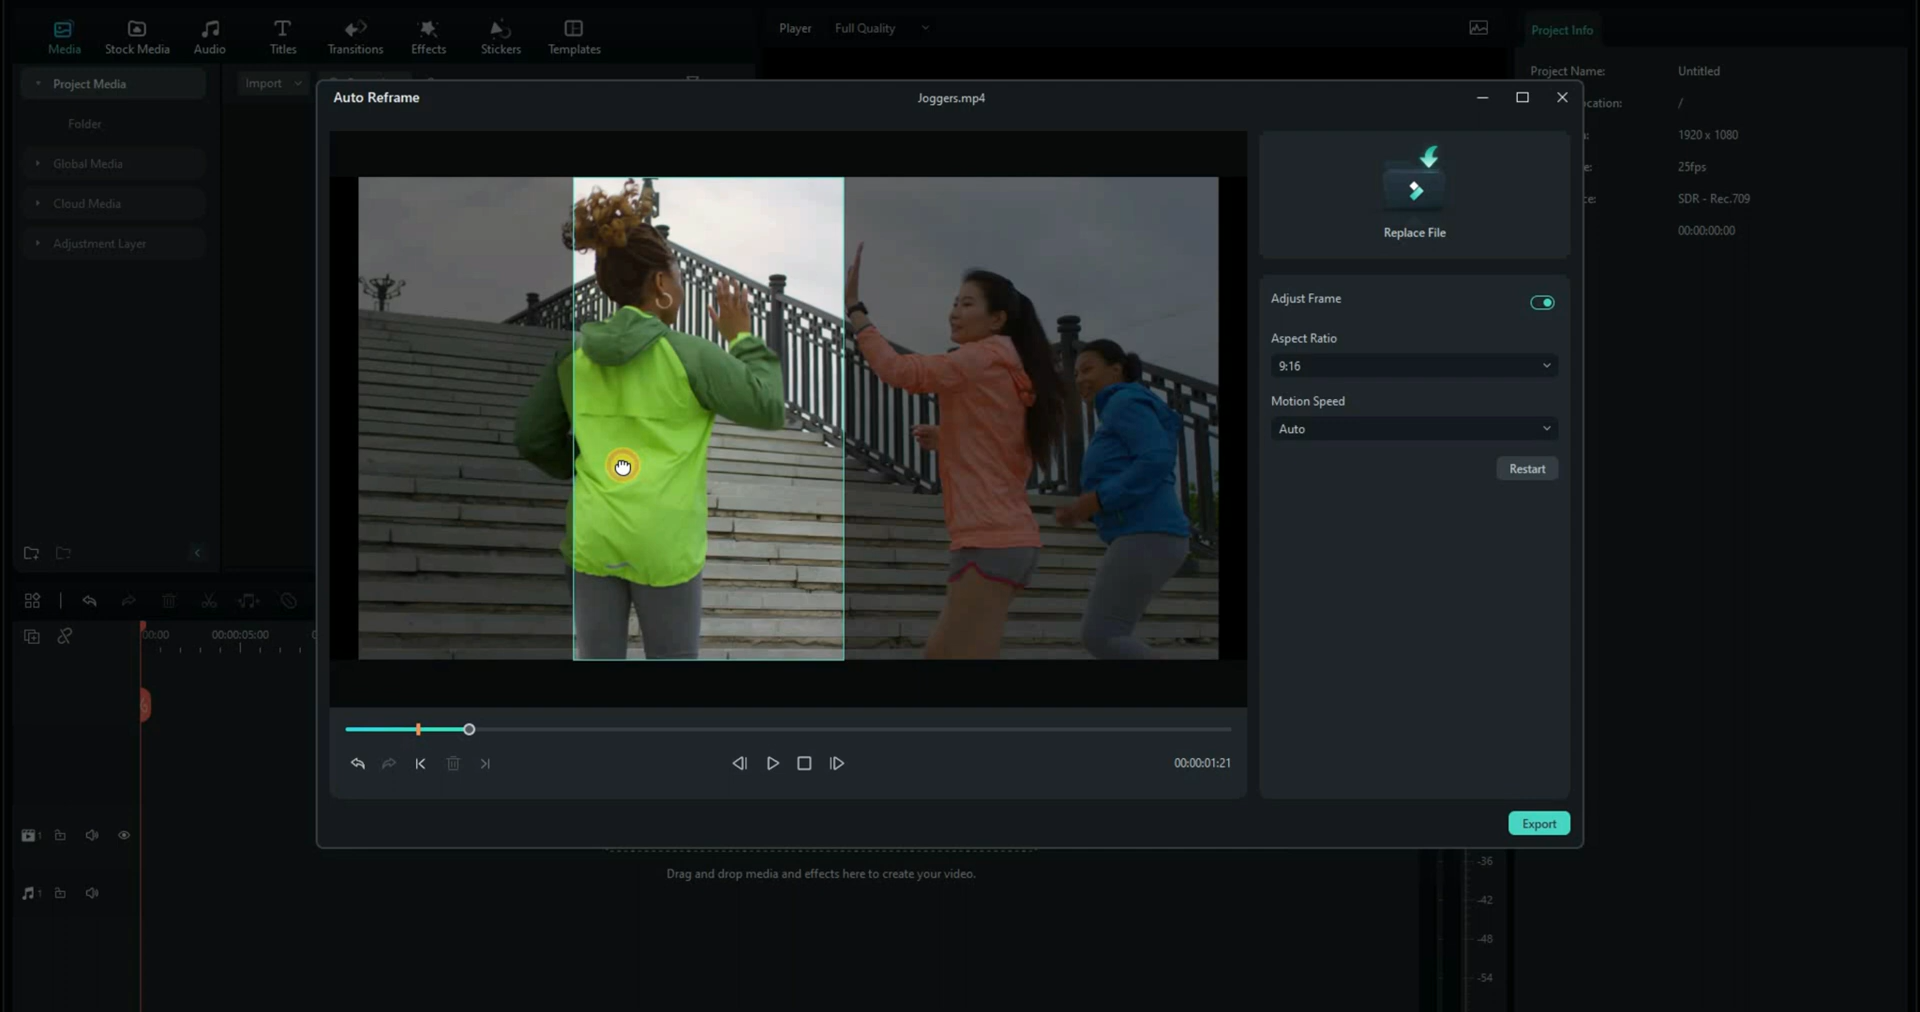 Media
Stock Media
Audio
Titles
Transitions
Effects
Stickers
Templates
Player
Full Quality
Project Info
Project Media
Import
Folder
Global Media
Cloud Media
Adjustment Layer
Project Name:
Untitled
/
1920 x 1080
25fps
SDR - Rec.709
00:00:00:00
Auto Reframe
Joggers.mp4
Replace File
Adjust Frame
Aspect Ratio
9:16
Motion Speed
Auto
Restart
00:00:01:21
Export
00:00:05:00
1
1
Drag and drop media and effects here to create your video.
-36
-42
-48
-54